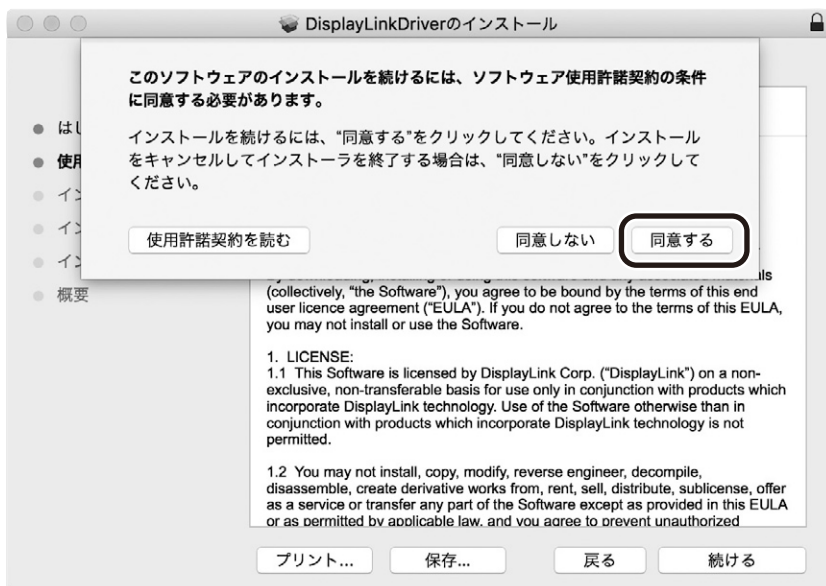 DisplayLinkDriverのインストール
このソフトウェアのインストールを続けるには、ソフトウェア使用許諾契約の条件
に同意する必要があります。
インストールを続けるには、“同意する”をクリックしてください。インストール
をキャンセルしてインストーラを終了する場合は、“同意しない”をクリックして
ください。
使用許諾契約を読む
同意しない
同意する
はじ
使用
イン
イン
イン
概要
(collectively, “the Software”), you agree to be bound by the terms of this end
user licence agreement (“EULA”). If you do not agree to the terms of this EULA,
you may not install or use the Software.
1. LICENSE:
1.1 This Software is licensed by DisplayLink Corp. (“DisplayLink”) on a non-
exclusive, non-transferable basis for use only in conjunction with products which
incorporate DisplayLink technology. Use of the Software otherwise than in
conjunction with products which incorporate DisplayLink technology is not
permitted.
1.2 You may not install, copy, modify, reverse engineer, decompile,
disassemble, create derivative works from, rent, sell, distribute, sublicense, offer
as a service or transfer any part of the Software except as provided in this EULA
or as permitted by applicable law, and you agree to prevent unauthorized
プリント...
保存...
戻る
続ける